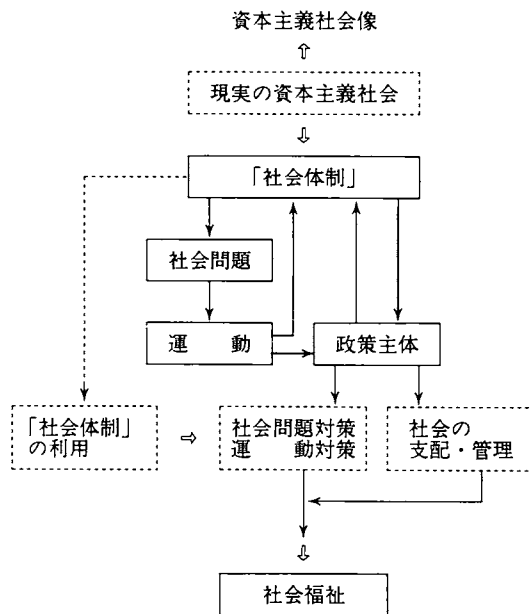 資本主義社会像
⇧
現実の資本主義社会
⇩
「社会体制」
社会問題
運　動
政策主体
「社会体制」
の利用
⇨
社会問題対策
運　動対策
社会の
支配・管理
⇩
社会福祉